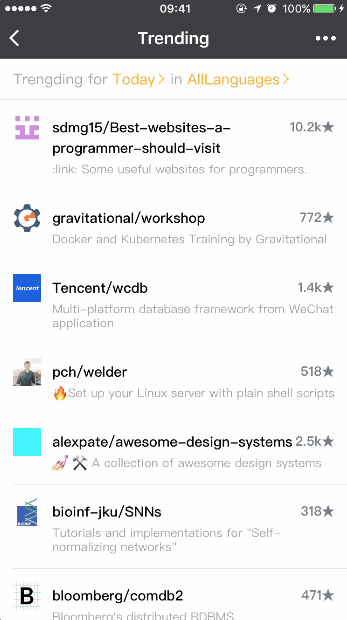 09:41
100%
Trending
Trengding for Today > in AllLanguages >
sdmg15/Best-websites-a-
programmer-should-visit
10.2k★
:link: Some useful websites for programmers.
gravitational/workshop
772★
Docker and Kubernetes Training by Gravitational
Tencent
Tencent/wcdb
1.4k★
Multi-platform database framework from WeChat
application
pch/welder
518★
🔥Set up your Linux server with plain shell scripts
alexpate/awesome-design-systems
2.5k★
💅🏻 ⚒ A collection of awesome design systems
bioinf-jku/SNNs
318★
Tutorials and implementations for "Self-
normalizing networks"
B
bloomberg/comdb2
471★
Bloomberg's distributed RDBMS